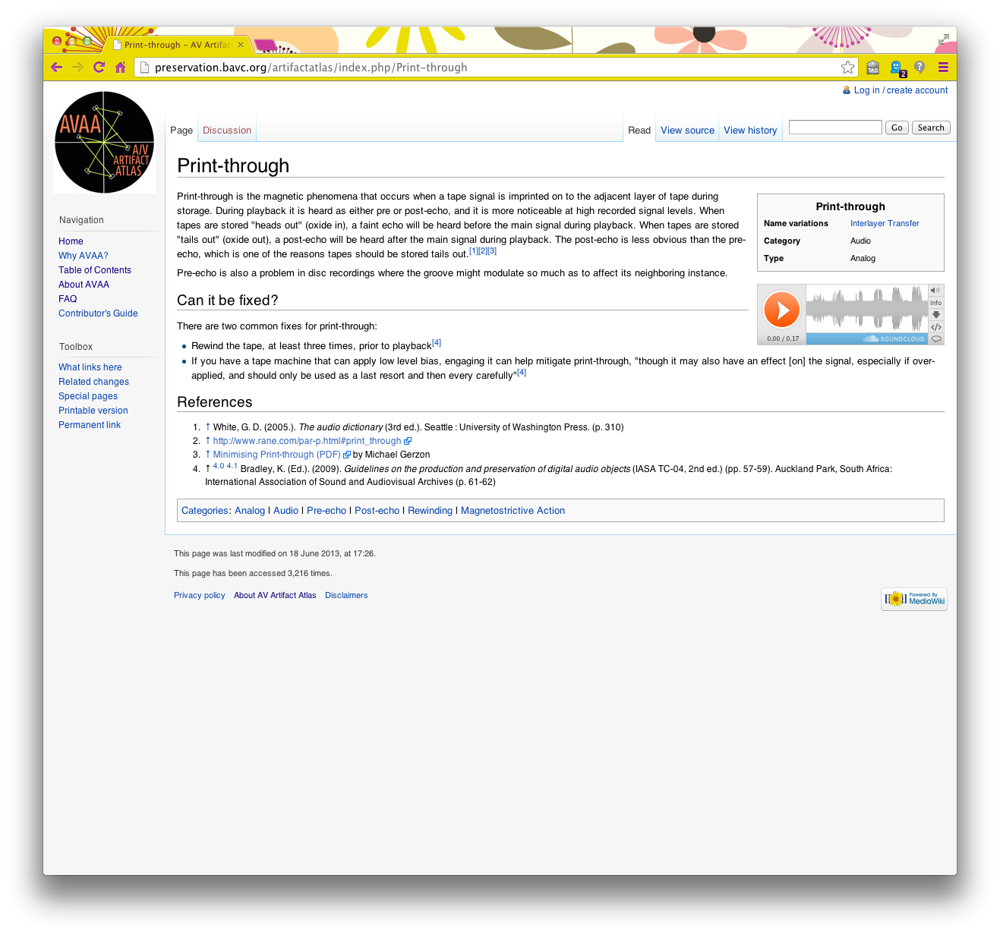 Print-through – AV Artifac
preservation.bavc.org/artifactatlas/index.php/Print-through
TAG
2
Log in / create account
AVAA
A/V
ARTIFACT
ATLAS
Page
Discussion
Read
View source
View history
Go
Search
Print-through
Print-through is the magnetic phenomena that occurs when a tape signal is imprinted on to the adjacent layer of tape during
storage. During playback it is heard as either pre or post-echo, and it is more noticeable at high recorded signal levels. When
tapes are stored "heads out" (oxide in), a faint echo will be heard before the main signal during playback. When tapes are stored
"tails out" (oxide out), a post-echo will be heard after the main signal during playback. The post-echo is less obvious than the pre-
echo, which is one of the reasons tapes should be stored tails out.[1][2][3]
Pre-echo is also a problem in disc recordings where the groove might modulate so much as to affect its neighboring instance.
Print-through
Name variations Interlayer Transfer
Category Audio
Type Analog
Info
0.00 / 0.17
SOUNDCLOUD
Can it be fixed?
There are two common fixes for print-through:
Rewind the tape, at least three times, prior to playback[4]
If you have a tape machine that can apply low level bias, engaging it can help mitigate print-through, "though it may also have an effect [on] the signal, especially if over-
applied, and should only be used as a last resort and then every carefully"[4]
References
1. ↑ White, G. D. (2005.). The audio dictionary (3rd ed.). Seattle : University of Washington Press. (p. 310)
2. ↑ http://www.rane.com/par-p.html#print_through
3. ↑ Minimising Print-through (PDF) by Michael Gerzon
4. ↑ 4.0 4.1 Bradley, K. (Ed.). (2009). Guidelines on the production and preservation of digital audio objects (IASA TC-04, 2nd ed.) (pp. 57-59). Auckland Park, South Africa:
International Association of Sound and Audiovisual Archives (p. 61-62)
Categories: Analog | Audio | Pre-echo | Post-echo | Rewinding | Magnetostrictive Action
Navigation
Home
Why AVAA?
Table of Contents
About AVAA
FAQ
Contributor's Guide
Toolbox
What links here
Related changes
Special pages
Printable version
Permanent link
This page was last modified on 18 June 2013, at 17:26.
This page has been accessed 3,216 times.
Privacy policy About AV Artifact Atlas Disclaimers
Powered By
MediaWiki